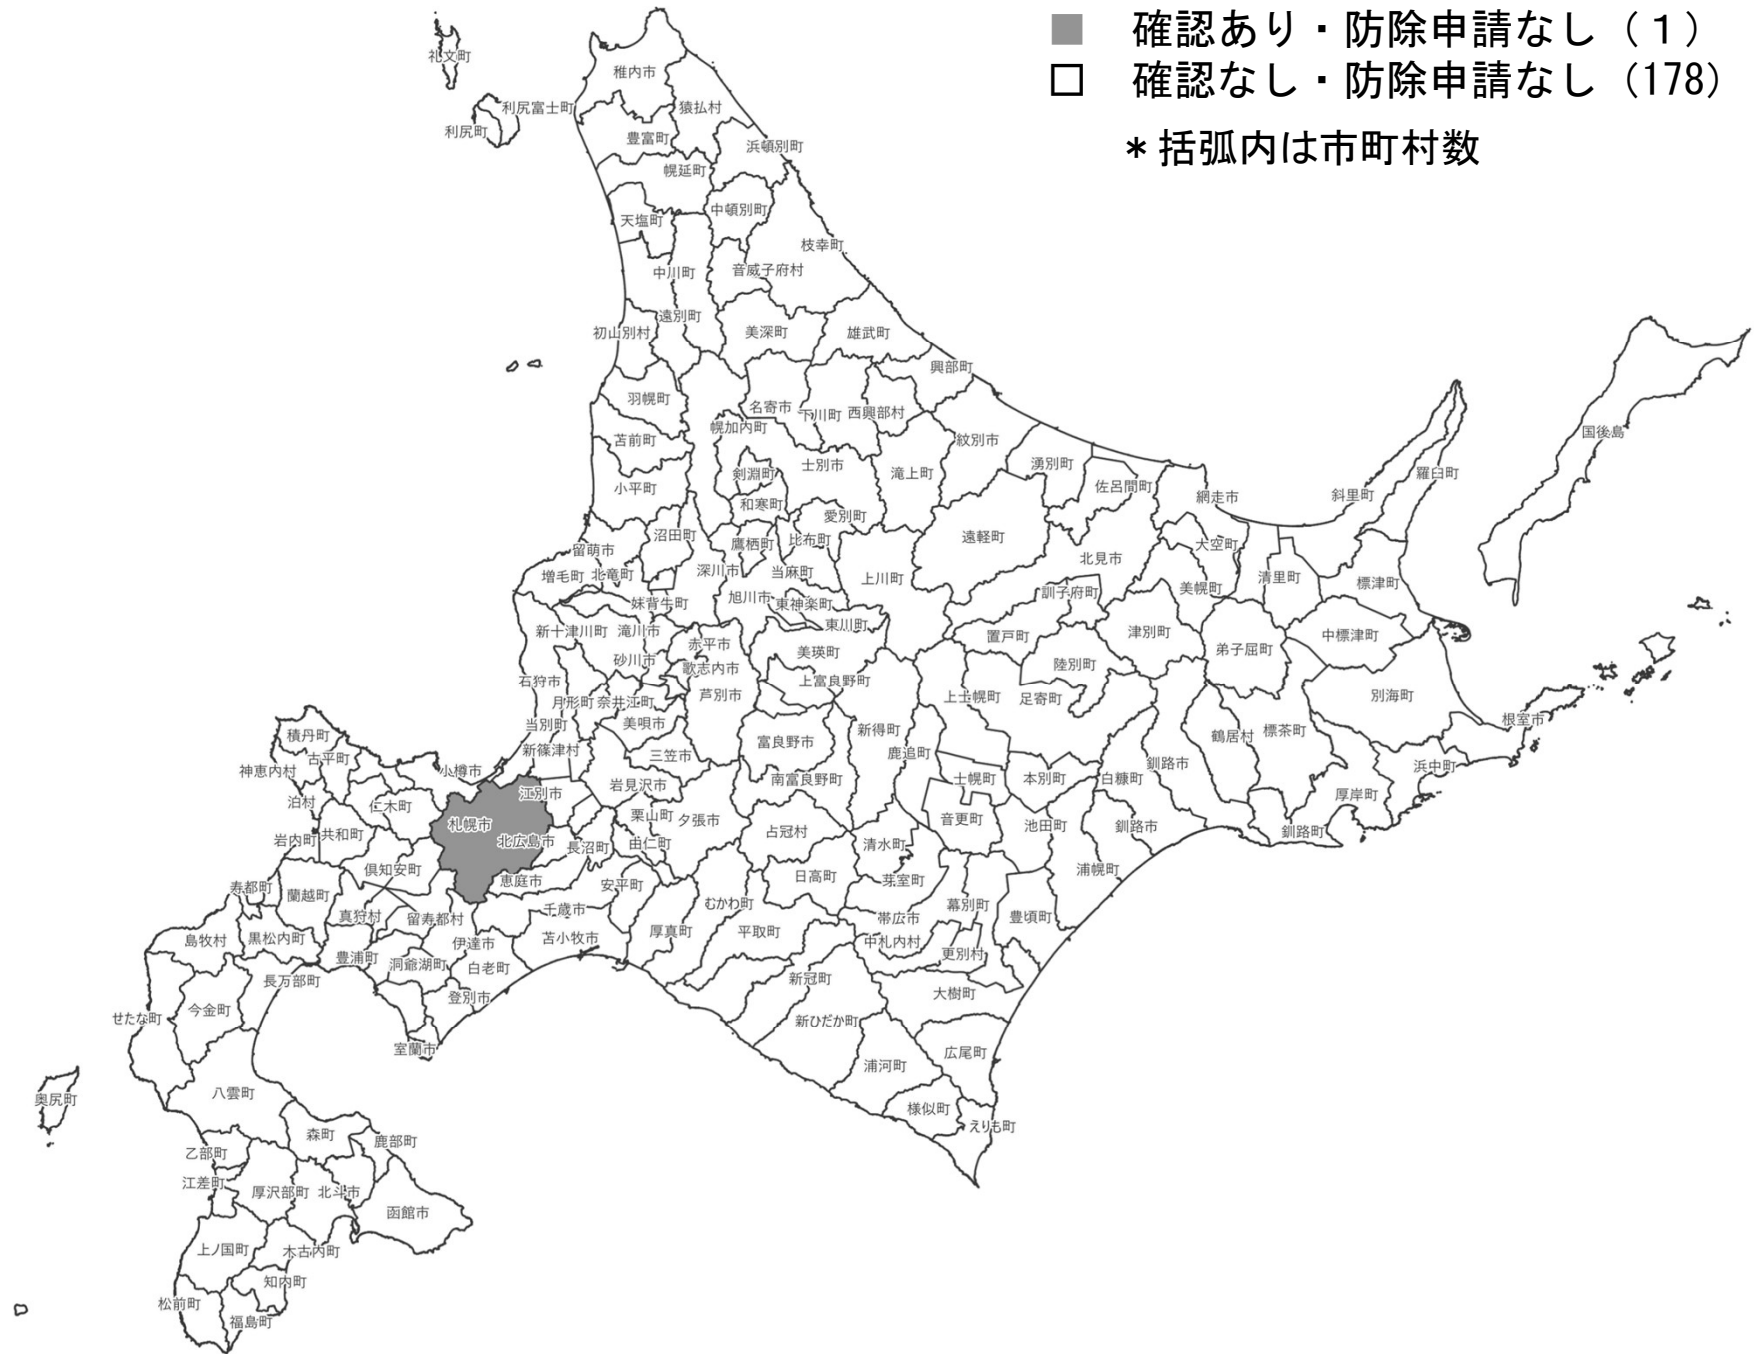 ■ 確認あり・防除申請なし（１）
□ 確認なし・防除申請なし（178）
＊括弧内は市町村数
礼文町
稚内市
利尻富士町
猿払村
利尻町
豊富町
浜頓別町
幌延町
中頓別町
天塩町
枝幸町
中川町
音威子府村
遠別町
初山別村
美深町
雄武町
興部町
羽幌町
名寄市
下川町
西興部村
幌加内町
国後島
苫前町
紋別市
士別市
湧別町
剣淵町
滝上町
羅臼町
小平町
佐呂間町
斜里町
網走市
和寒町
愛別町
沼田町
遠軽町
鷹栖町
比布町
大空町
留萌市
北見市
増毛町
北竜町
深川市
当麻町
上川町
清里町
標津町
美幌町
訓子府町
旭川市
東神楽町
妹背牛町
東川町
新十津川町
滝川市
津別町
置戸町
中標津町
赤平市
美瑛町
弟子屈町
砂川市
歌志内市
陸別町
石狩市
上富良野町
芦別市
上士幌町
足寄町
別海町
月形町
奈井江町
当別町
美唄市
根室市
新得町
標茶町
積丹町
鶴居村
富良野市
新篠津村
三笠市
鹿追町
古平町
釧路市
浜中町
神恵内村
小樽市
南富良野町
士幌町
本別町
白糠町
岩見沢市
江別市
厚岸町
泊村
仁木町
栗山町
夕張市
音更町
札幌市
池田町
釧路市
占冠村
釧路町
共和町
岩内町
北広島市
長沼町
由仁町
清水町
倶知安町
浦幌町
日高町
芽室町
恵庭市
安平町
寿都町
蘭越町
むかわ町
幕別町
千歳市
真狩村
留寿都村
帯広市
豊頃町
厚真町
平取町
島牧村
黒松内町
伊達市
苫小牧市
中札内村
更別村
豊浦町
洞爺湖町
白老町
長万部町
新冠町
大樹町
登別市
今金町
せたな町
新ひだか町
室蘭市
広尾町
浦河町
八雲町
奥尻町
様似町
えりも町
森町
鹿部町
乙部町
江差町
厚沢部町
北斗市
函館市
上ノ国町
木古内町
知内町
松前町
福島町